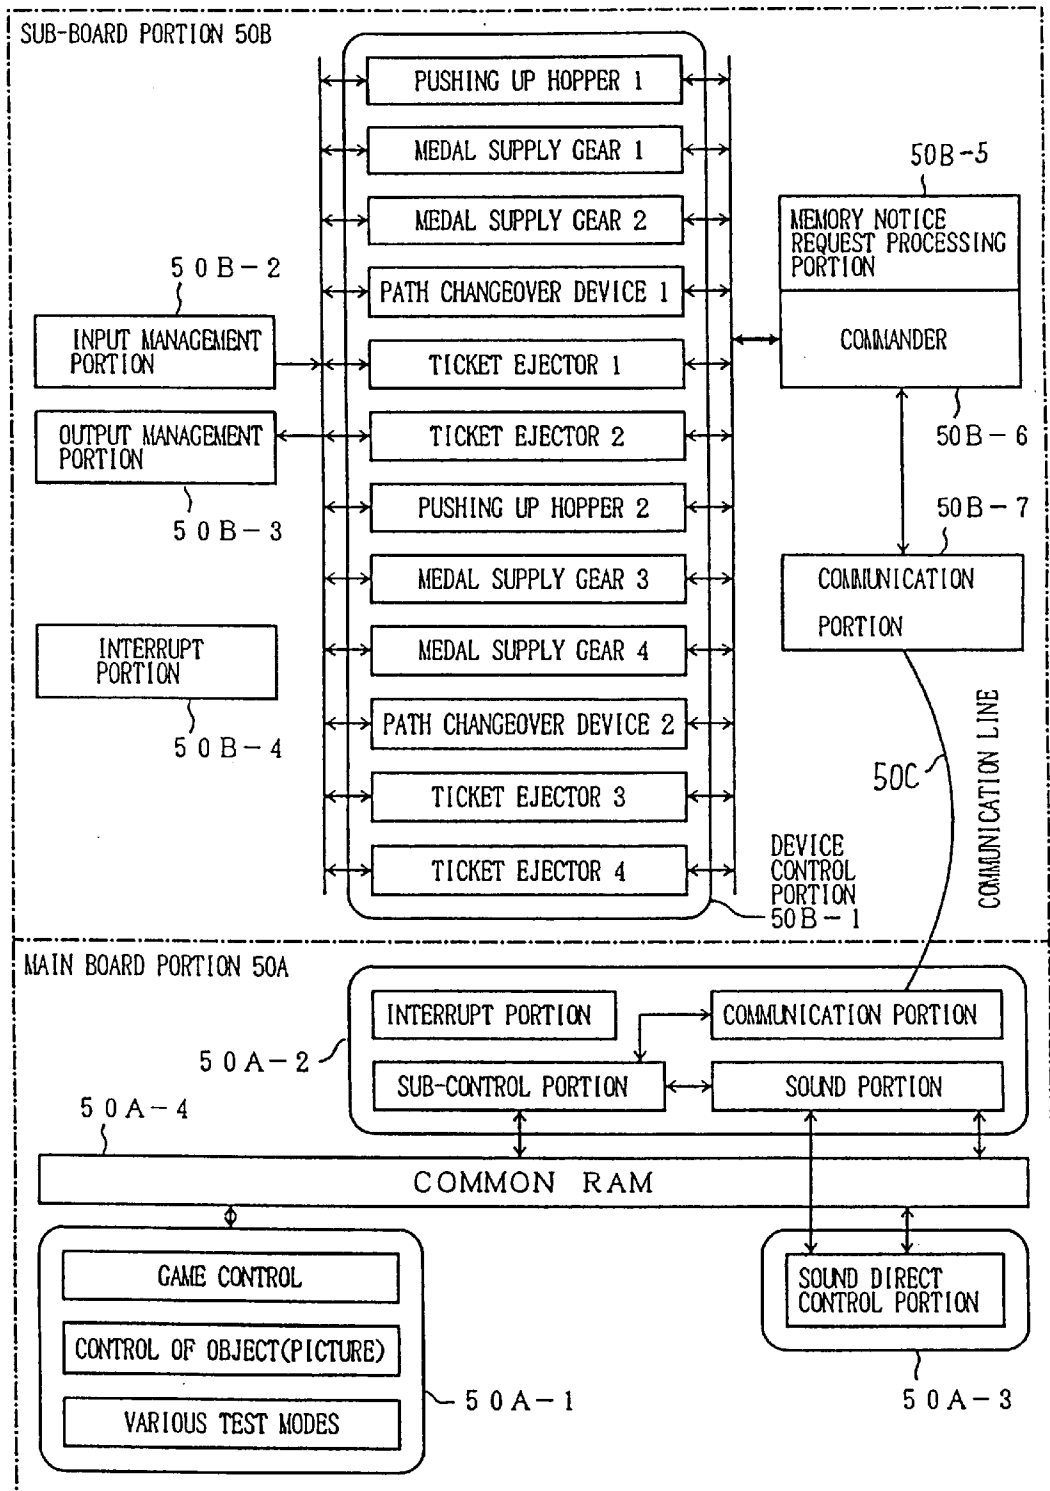 SUB-BOARD PORTION 50B
PUSHING UP HOPPER 1
MEDAL SUPPLY GEAR 1
MEDAL SUPPLY GEAR 2
PATH CHANGEOVER DEVICE 1
TICKET EJECTOR 1
TICKET EJECTOR 2
PUSHING UP HOPPER 2
MEDAL SUPPLY GEAR 3
MEDAL SUPPLY GEAR 4
PATH CHANGEOVER DEVICE 2
TICKET EJECTOR 3
TICKET EJECTOR 4
50B-2
INPUT MANAGEMENT
PORTION
OUTPUT MANAGEMENT
PORTION
50B-3
INTERRUPT
PORTION
50B-4
50B-5
MEMORY NOTICE
REQUEST PROCESSING
PORTION
COMMANDER
50B-6
50B-7
COMMUNICATION
PORTION
50C
COMMUNICATION LINE
DEVICE
CONTROL
PORTION
50B-1
MAIN BOARD PORTION 50A
INTERRUPT PORTION
COMMUNICATION PORTION
50A-2
SUB-CONTROL PORTION
SOUND PORTION
50A-4
COMMON RAM
GAME CONTROL
CONTROL OF OBJECT(PICTURE)
VARIOUS TEST MODES
50A-1
SOUND DIRECT
CONTROL PORTION
50A-3